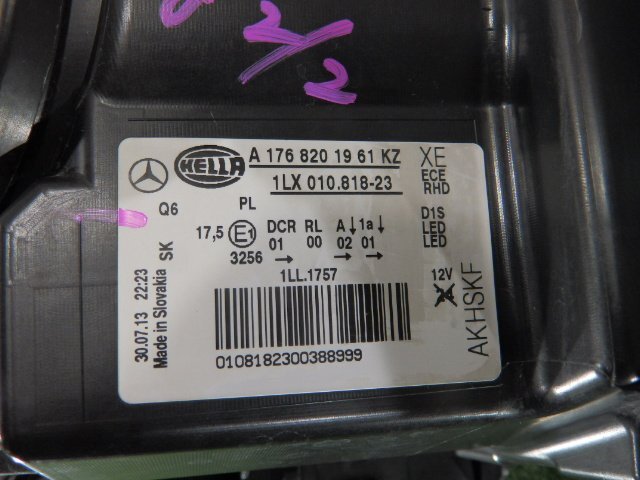 2/2
HELLA A 176 820 19 61 KZ XE
1LX 010.818-23 ECE
RHD
Q6 PL D1S
17,5 E1 DCR RL A↓ 1a↓ LED
3256 01 00 02 01 LED
→ → →
1LL.1757 12V
30.07.13 22:23
Made in Slovakia SK
AKHSKF
0108182300388999